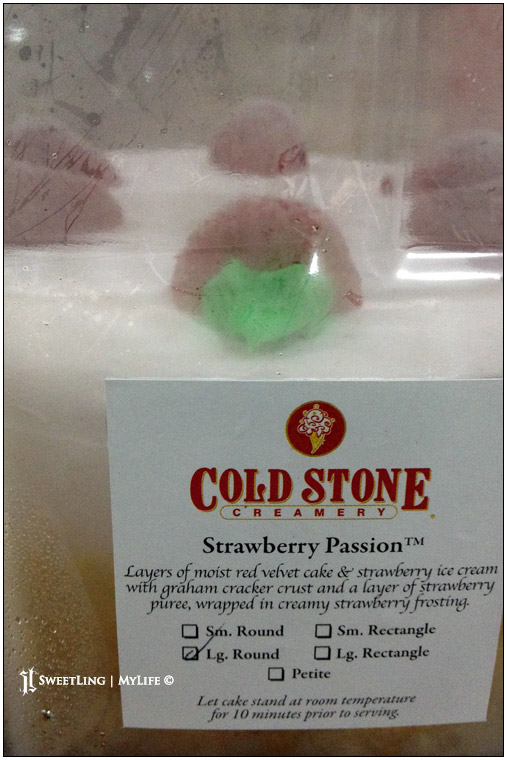 COLD STONE
CREAMERY
Strawberry Passion™
Layers of moist red velvet cake & strawberry ice cream
with graham cracker crust and a layer of strawberry
puree, wrapped in creamy strawberry frosting.
Sm. Round Sm. Rectangle
Lg. Round Lg. Rectangle
Petite
Let cake stand at room temperature
for 10 minutes prior to serving.
SWEETLING | MYLIFE ©